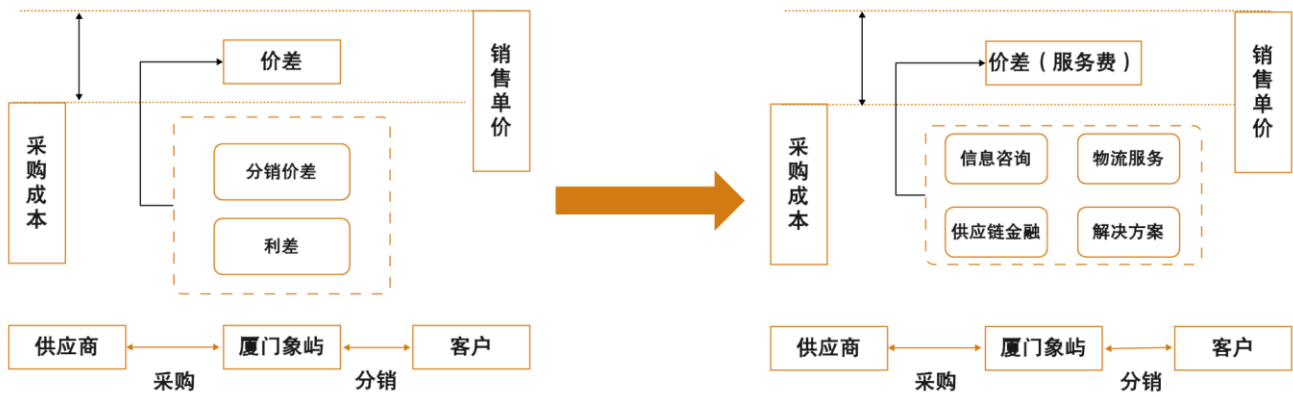 价差
销售单价
采购成本
分销价差
利差
供应商
厦门象屿
客户
采购
分销
价差（服务费）
销售单价
采购成本
信息咨询
物流服务
供应链金融
解决方案
供应商
厦门象屿
客户
采购
分销